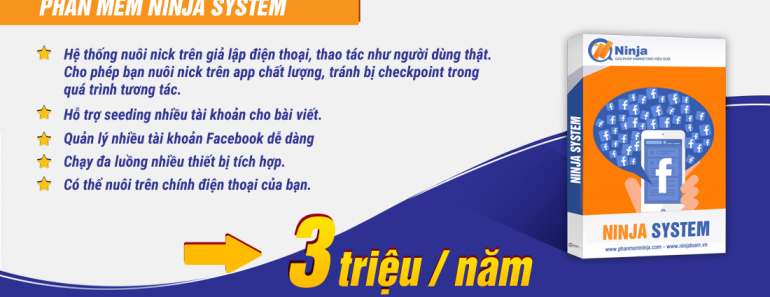 PHẦN MỀM NINJA SYSTEM
Hệ thống nuôi nick trên giả lập điện thoại, thao tác như người dùng thật.
Cho phép bạn nuôi nick trên app chất lượng, tránh bị checkpoint trong
quá trình tương tác.
Hỗ trợ seeding nhiều tài khoản cho bài viết.
Quản lý nhiều tài khoản Facebook dễ dàng
Chạy đa luồng nhiều thiết bị tích hợp.
Có thể nuôi trên chính điện thoại của bạn.
3 triệu / năm
Ninja
GIẢI PHÁP MARKETING HIỆU QUẢ
NINJA SYSTEM
NINJA SYSTEM
www.phanmemninja.com - www.ninjateam.vn